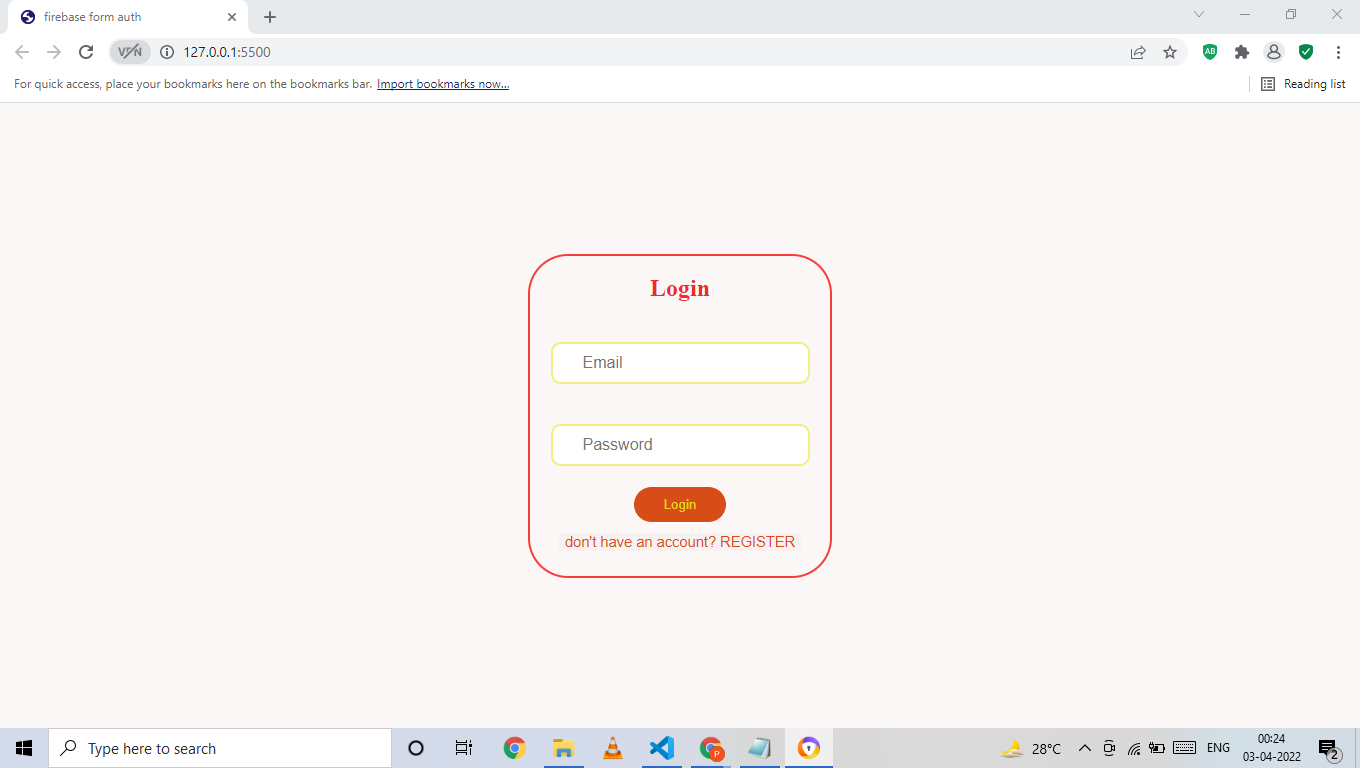 firebase form auth
VPN
127.0.0.1:5500
AB
For quick access, place your bookmarks here on the bookmarks bar. Import bookmarks now...
Reading list
Login
Email
Password
Login
don't have an account? REGISTER
Type here to search
P
28°C
ENG
00:24
03-04-2022
2